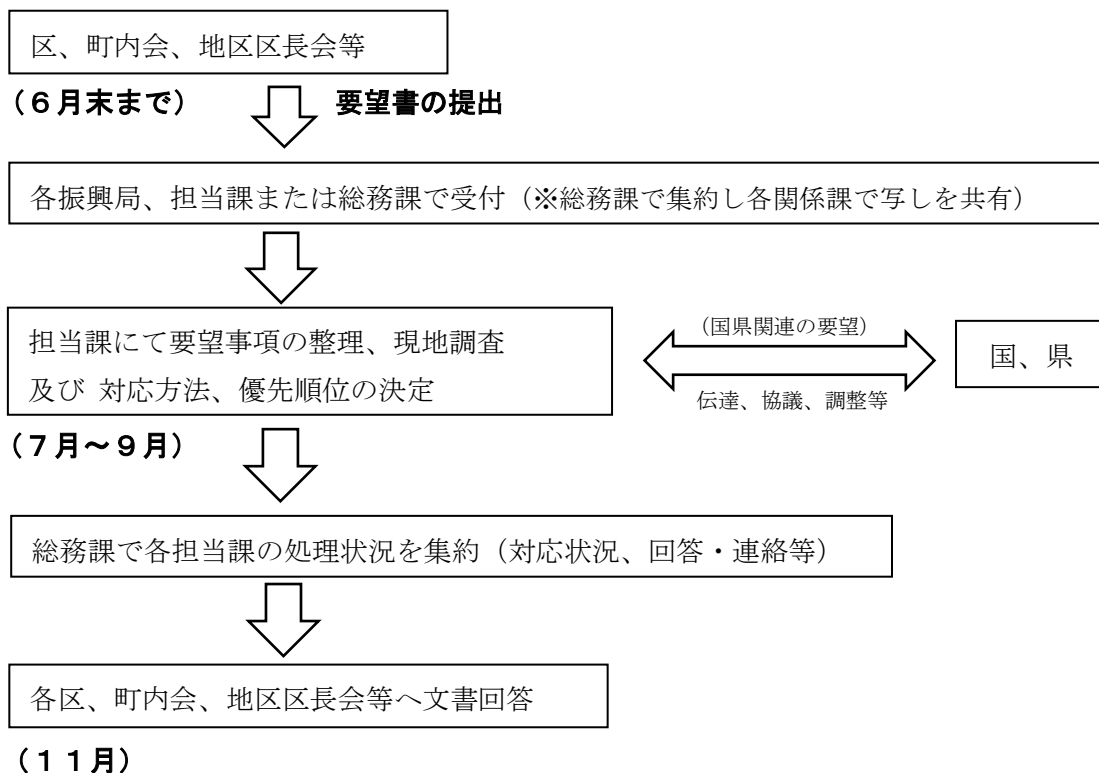 区、町内会、地区区長会等
（６月末まで）　要望書の提出
各振興局、担当課または総務課で受付（※総務課で集約し各関係課で写しを共有）
担当課にて要望事項の整理、現地調査
及び 対応方法、優先順位の決定
（国県関連の要望）
伝達、協議、調整等
国、県
（７月～９月）
総務課で各担当課の処理状況を集約（対応状況、回答・連絡等）
各区、町内会、地区区長会等へ文書回答
（１１月）